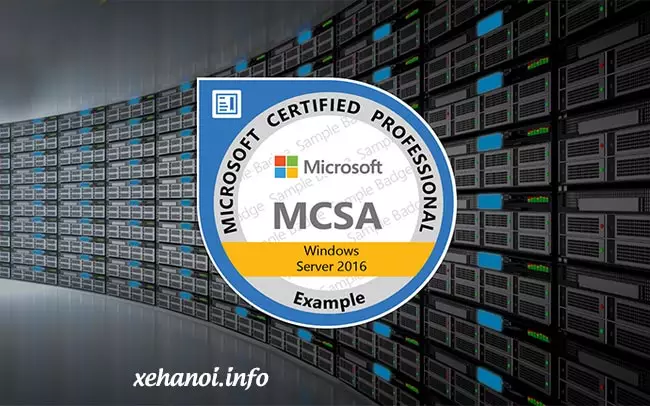 MICROSOFT CERTIFIED PROFESSIONAL
Sample Badge
Microsoft
MCSA
Windows
Server 2016
Example
xehanoi.info